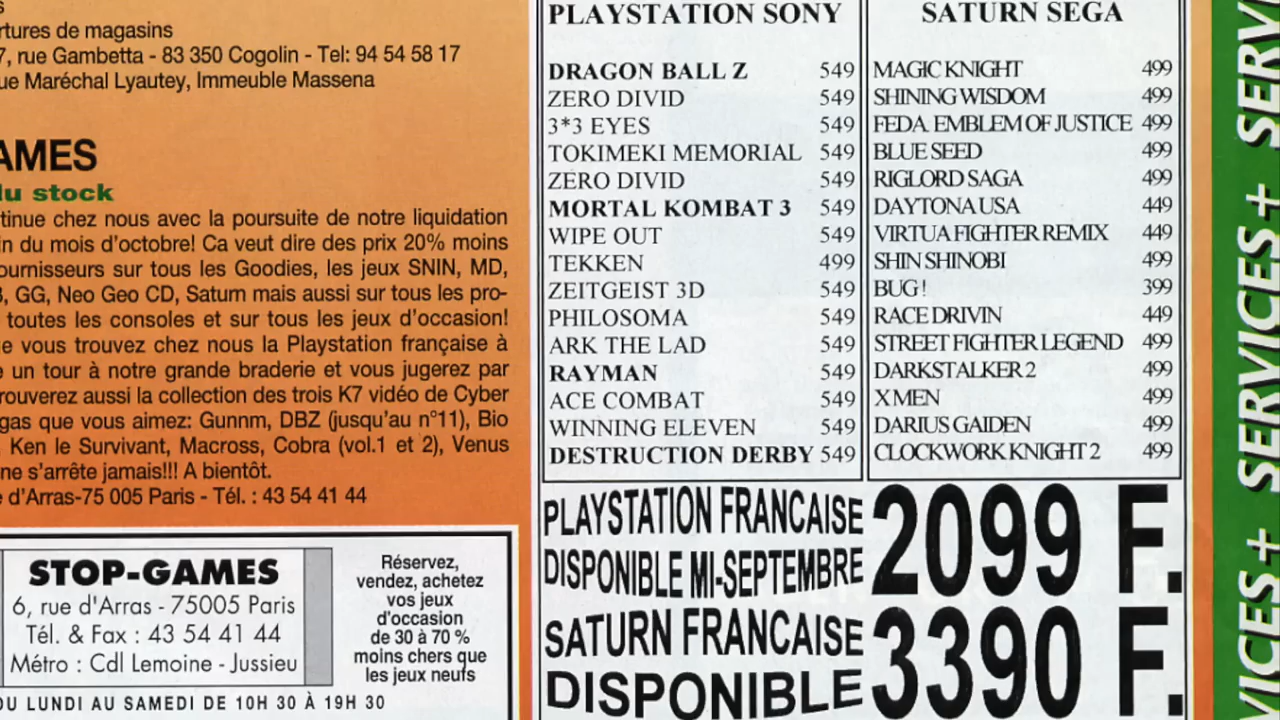 rtures de magasins
7, rue Gambetta - 83 350 Cogolin - Tel: 94 54 58 17
ue Maréchal Lyautey, Immeuble Massena
AMES
du stock
tinue chez nous avec la poursuite de notre liquidation
in du mois d'octobre! Ca veut dire des prix 20% moins
ournisseurs sur tous les Goodies, les jeux SNIN, MD,
, GG, Neo Geo CD, Saturn mais aussi sur tous les pro-
toutes les consoles et sur tous les jeux d'occasion!
e vous trouvez chez nous la Playstation française à
e un tour à notre grande braderie et vous jugerez par
rouverez aussi la collection des trois K7 vidéo de Cyber
gas que vous aimez: Gunnm, DBZ (jusqu'au n°11), Bio
, Ken le Survivant, Macross, Cobra (vol.1 et 2), Venus
ne s'arrête jamais!!! A bientôt.
e d'Arras-75 005 Paris - Tél. : 43 54 41 44
STOP-GAMES
6, rue d'Arras - 75005 Paris
Tél. & Fax : 43 54 41 44
Métro : Cdl Lemoine - Jussieu
Réservez,
vendez, achetez
vos jeux
d'occasion
de 30 à 70 %
moins chers que
les jeux neufs
DU LUNDI AU SAMEDI DE 10H 30 À 19H 30
PLAYSTATION SONY
DRAGON BALL Z 549
ZERO DIVID 549
3*3 EYES 549
TOKIMEKI MEMORIAL 549
ZERO DIVID 549
MORTAL KOMBAT 3 549
WIPE OUT 549
TEKKEN 499
ZEITGEIST 3D 549
PHILOSOMA 549
ARK THE LAD 549
RAYMAN 549
ACE COMBAT 549
WINNING ELEVEN 549
DESTRUCTION DERBY 549
SATURN SEGA
MAGIC KNIGHT 499
SHINING WISDOM 499
FEDA EMBLEM OF JUSTICE 499
BLUE SEED 499
RIGLORD SAGA 499
DAYTONA USA 449
VIRTUA FIGHTER REMIX 449
SHIN SHINOBI 499
BUG! 399
RACE DRIVIN 449
STREET FIGHTER LEGEND 499
DARKSTALKER 2 499
X MEN 499
DARIUS GAIDEN 499
CLOCKWORK KNIGHT 2 499
PLAYSTATION FRANCAISE
DISPONIBLE MI-SEPTEMBRE
2099 F.
SATURN FRANCAISE
DISPONIBLE
3390 F.
VICES + SERVICES + SERV